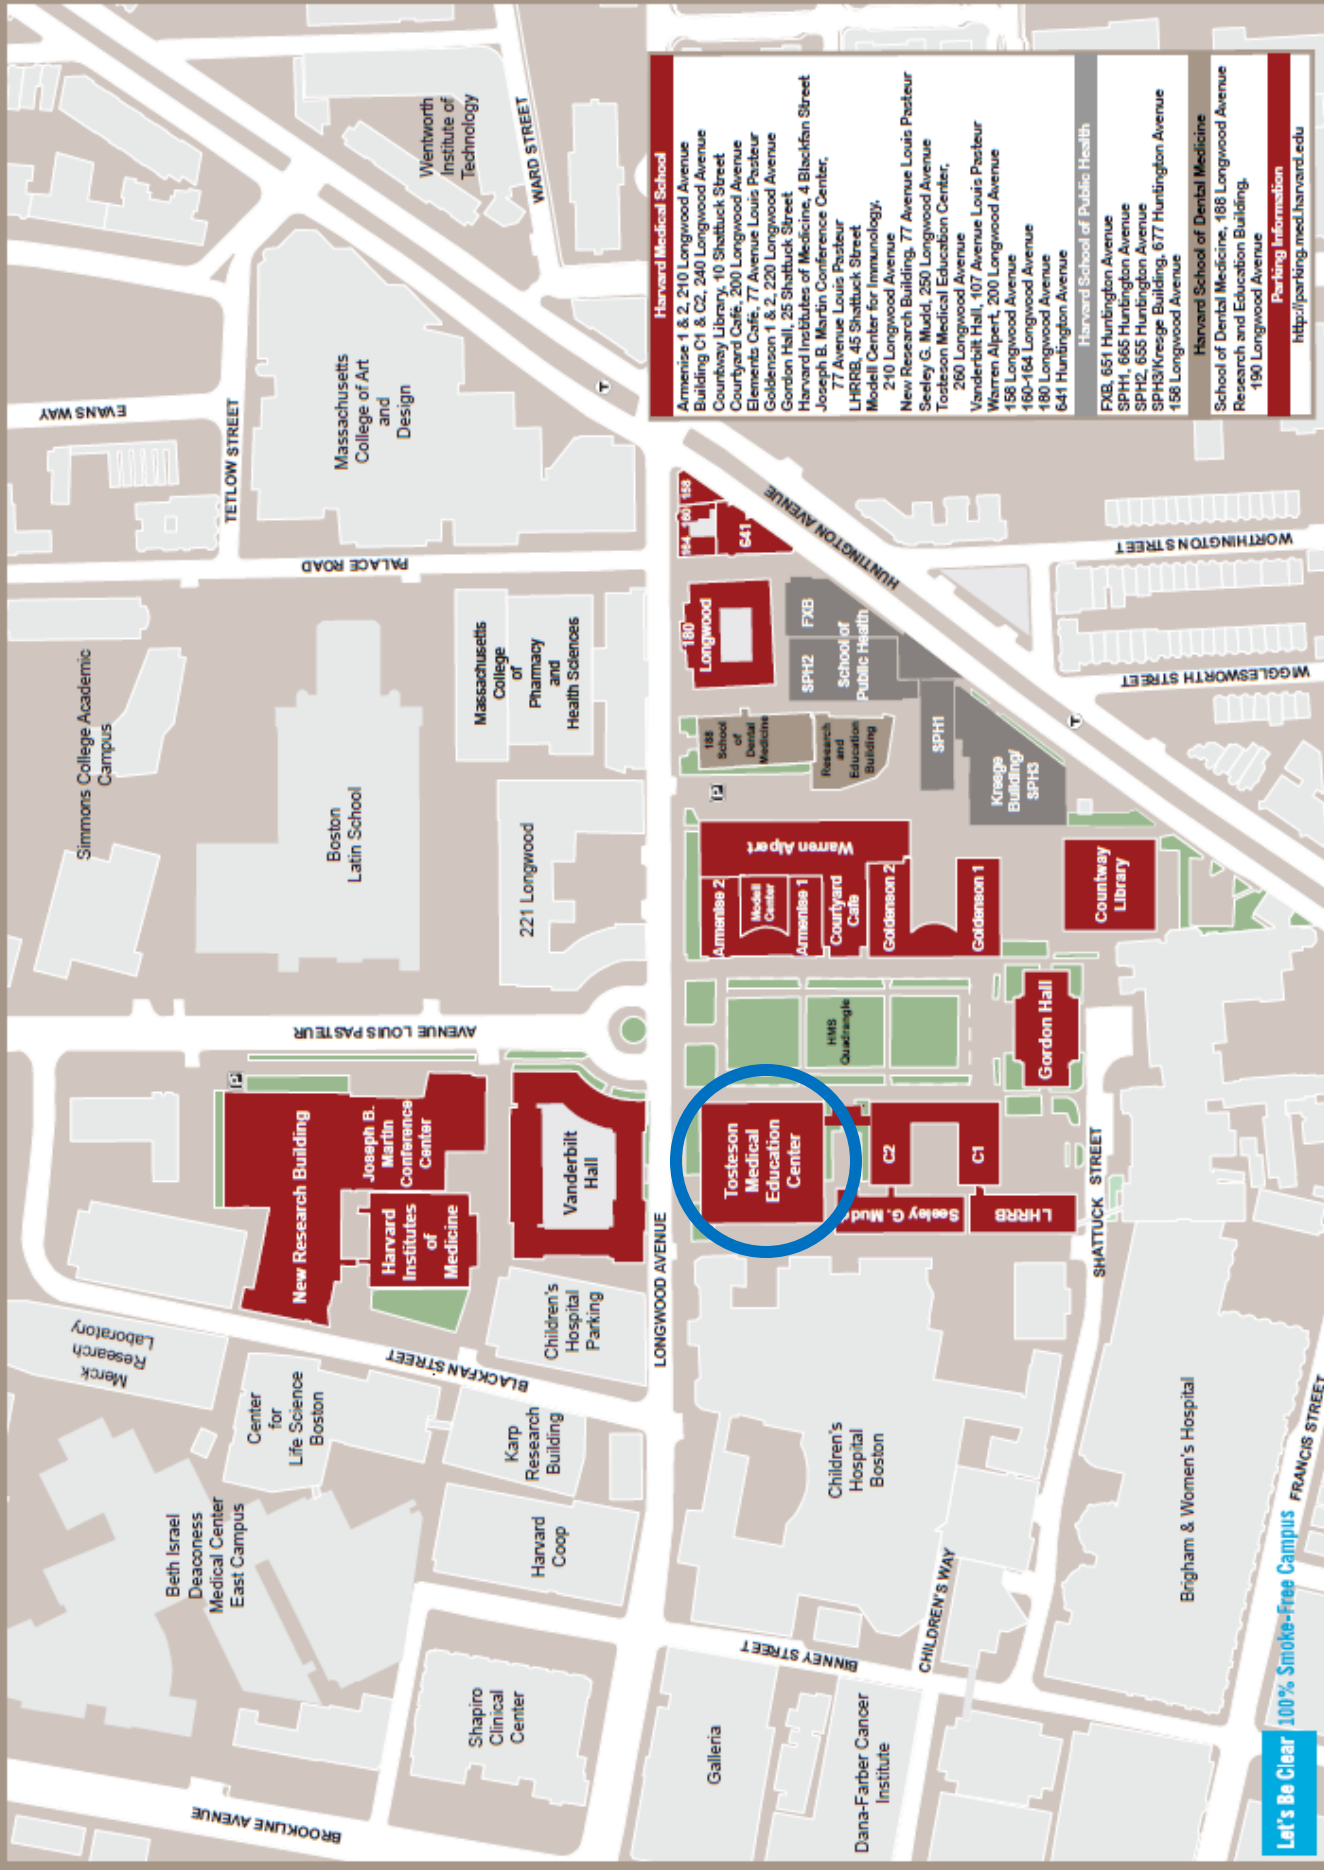 BROOKLINE AVENUE
Beth Israel
Deaconess
Medical Center
East Campus
Merck
Research
Laboratory
Center
for
Life Science
Boston
Shapiro
Clinical
Center
Harvard
Coop
Karp
Research
Building
BLACKFAN STREET
Children's
Hospital
Parking
New Research Building
Joseph B.
Martin
Conference
Center
Harvard
Institutes
of
Medicine
Vanderbilt
Hall
P
AVENUE LOUIS PASTEUR
Simmons College Academic
Campus
Boston
Latin School
221 Longwood
Massachusetts
College
of
Pharmacy
and
Health Sciences
PALACE ROAD
TETLOW STREET
EVANS WAY
Massachusetts
College of Art
and
Design
Wentworth
Institute of
Technology
WARD STREET
T
LONGWOOD AVENUE
Galleria
Dana-Farber Cancer
Institute
BINNEY STREET
CHILDREN'S WAY
Children's
Hospital
Boston
Tosteson
Medical
Education
Center
Seeley G. Mudd
C2
C1
LHRRB
HMS
Quadrangle
Gordon Hall
SHATTUCK STREET
Armenise 2
Modell
Center
Armenise 1
Courtyard
Cafe
Goldenson 2
Goldenson 1
Warren Alpert
Countway
Library
P
188
School
of
Dental
Medicine
Research
and
Education
Building
180
Longwood
SPH2
FXB
School of
Public Health
SPH1
Kresge
Building/
SPH3
164
160
158
641
HUNTINGTON AVENUE
T
WORTHINGTON STREET
WIGGLESWORTH STREET
Brigham & Women's Hospital
FRANCIS STREET
Let's Be Clear 100% Smoke-Free Campus
Harvard Medical School
Armenise 1 & 2, 210 Longwood Avenue
Building C1 & C2, 240 Longwood Avenue
Countway Library, 10 Shattuck Street
Courtyard Café, 200 Longwood Avenue
Elements Café, 77 Avenue Louis Pasteur
Goldenson 1 & 2, 220 Longwood Avenue
Gordon Hall, 25 Shattuck Street
Harvard Institutes of Medicine, 4 Blackfan Street
Joseph B. Martin Conference Center,
77 Avenue Louis Pasteur
LHRRB, 45 Shattuck Street
Modell Center for Immunology,
210 Longwood Avenue
New Research Building, 77 Avenue Louis Pasteur
Seeley G. Mudd, 250 Longwood Avenue
Tosteson Medical Education Center,
260 Longwood Avenue
Vanderbilt Hall, 107 Avenue Louis Pasteur
Warren Alpert, 200 Longwood Avenue
158 Longwood Avenue
160-164 Longwood Avenue
180 Longwood Avenue
641 Huntington Avenue
Harvard School of Public Health
FXB, 651 Huntington Avenue
SPH1, 665 Huntington Avenue
SPH2, 655 Huntington Avenue
SPH3/Kresge Building, 677 Huntington Avenue
158 Longwood Avenue
Harvard School of Dental Medicine
School of Dental Medicine, 188 Longwood Avenue
Research and Education Building,
190 Longwood Avenue
Parking Information
http://parking.med.harvard.edu